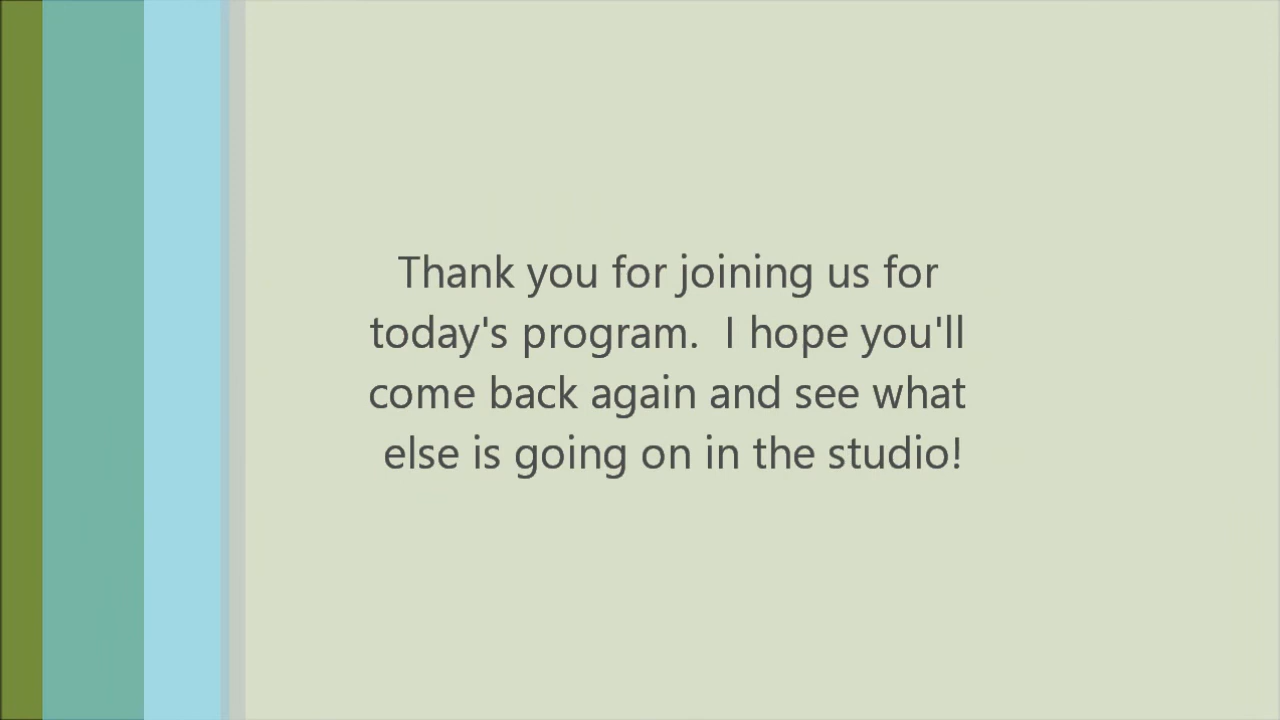 Thank you for joining us for
today's program.  I hope you'll
come back again and see what
else is going on in the studio!